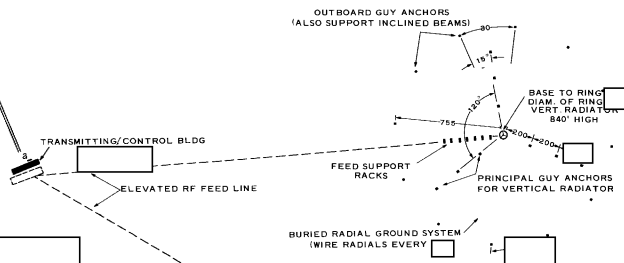 OUTBOARD GUY ANCHORS
(ALSO SUPPORT INCLINED BEAMS)
80
15°
BASE TO RING
DIAM. OF RING
VERT. RADIATOR
840' HIGH
120°
755
200
200
TRANSMITTING/CONTROL BLDG
a
FEED SUPPORT
RACKS
PRINCIPAL GUY ANCHORS
FOR VERTICAL RADIATOR
ELEVATED RF FEED LINE
BURIED RADIAL GROUND SYSTEM
(WIRE RADIALS EVERY